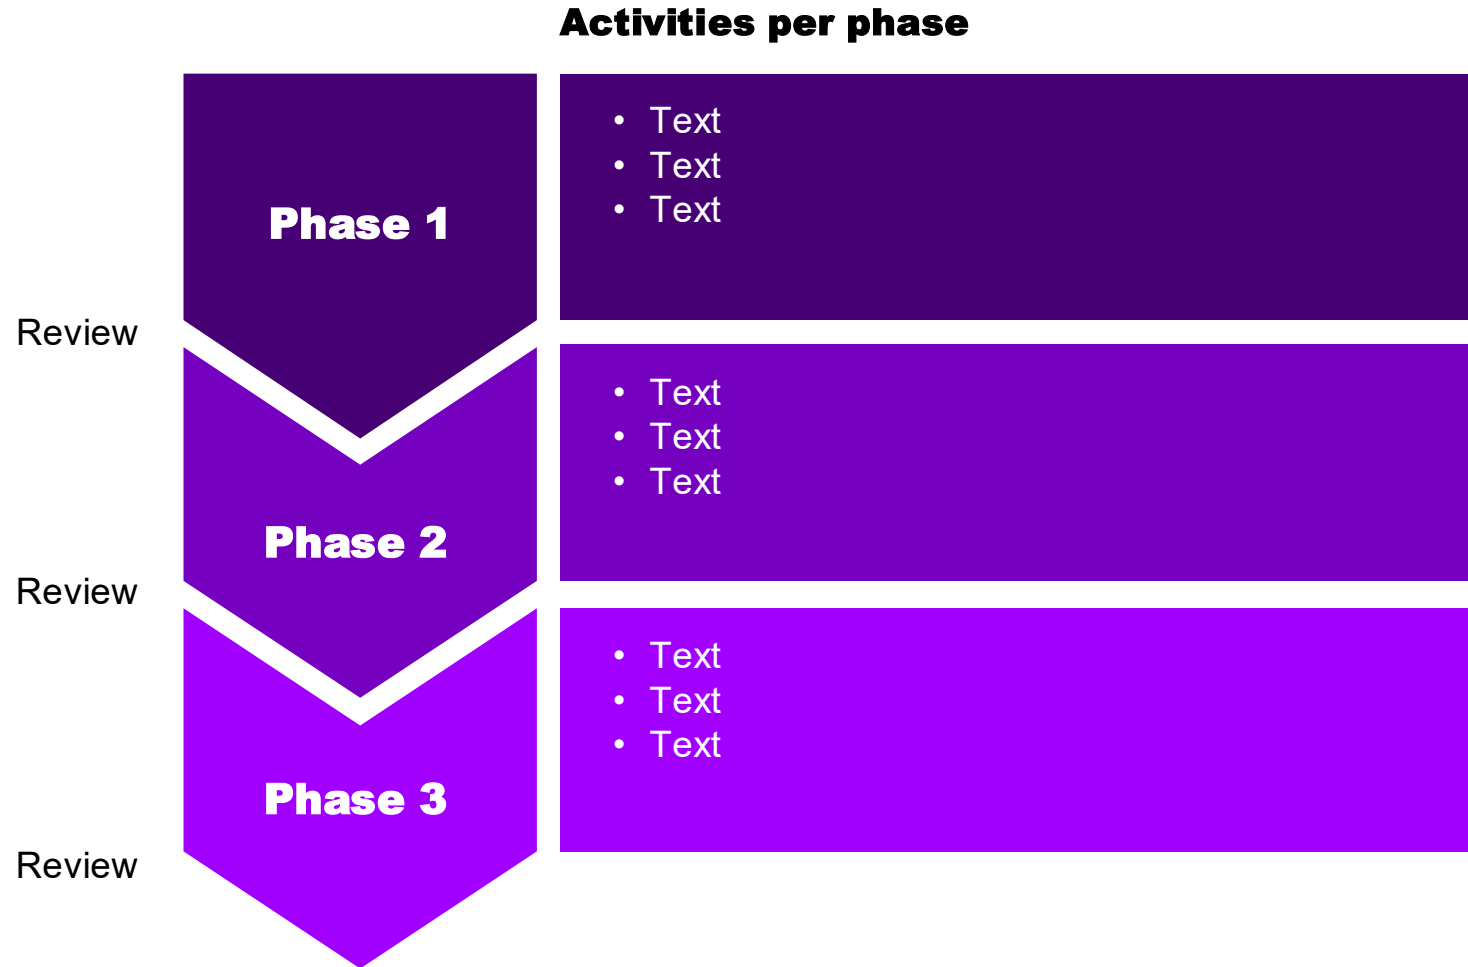 Activities per phase
Phase 1
• Text
• Text
• Text
Review
Phase 2
• Text
• Text
• Text
Review
Phase 3
• Text
• Text
• Text
Review